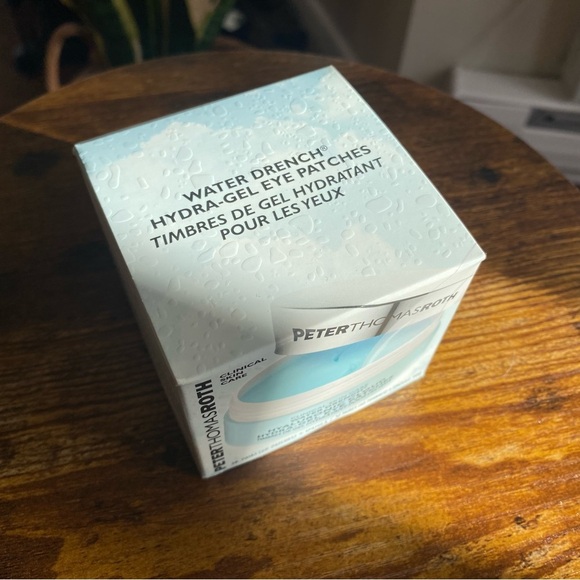 WATER DRENCH®
HYDRA-GEL EYE PATCHES
TIMBRES DE GEL HYDRATANT
POUR LES YEUX
PETERTHOMASROTH
PETERTHOMASROTH
CLINICAL
SKIN
CARE